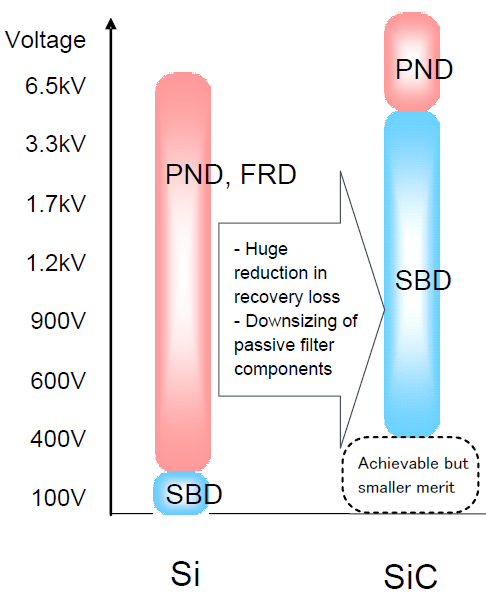 Voltage
6.5kV
3.3kV
1.7kV
1.2kV
900V
600V
400V
100V
PND, FRD
SBD
Si
- Huge
reduction in
recovery loss
- Downsizing of
passive filter
components
PND
SBD
Achievable but
smaller merit
SiC